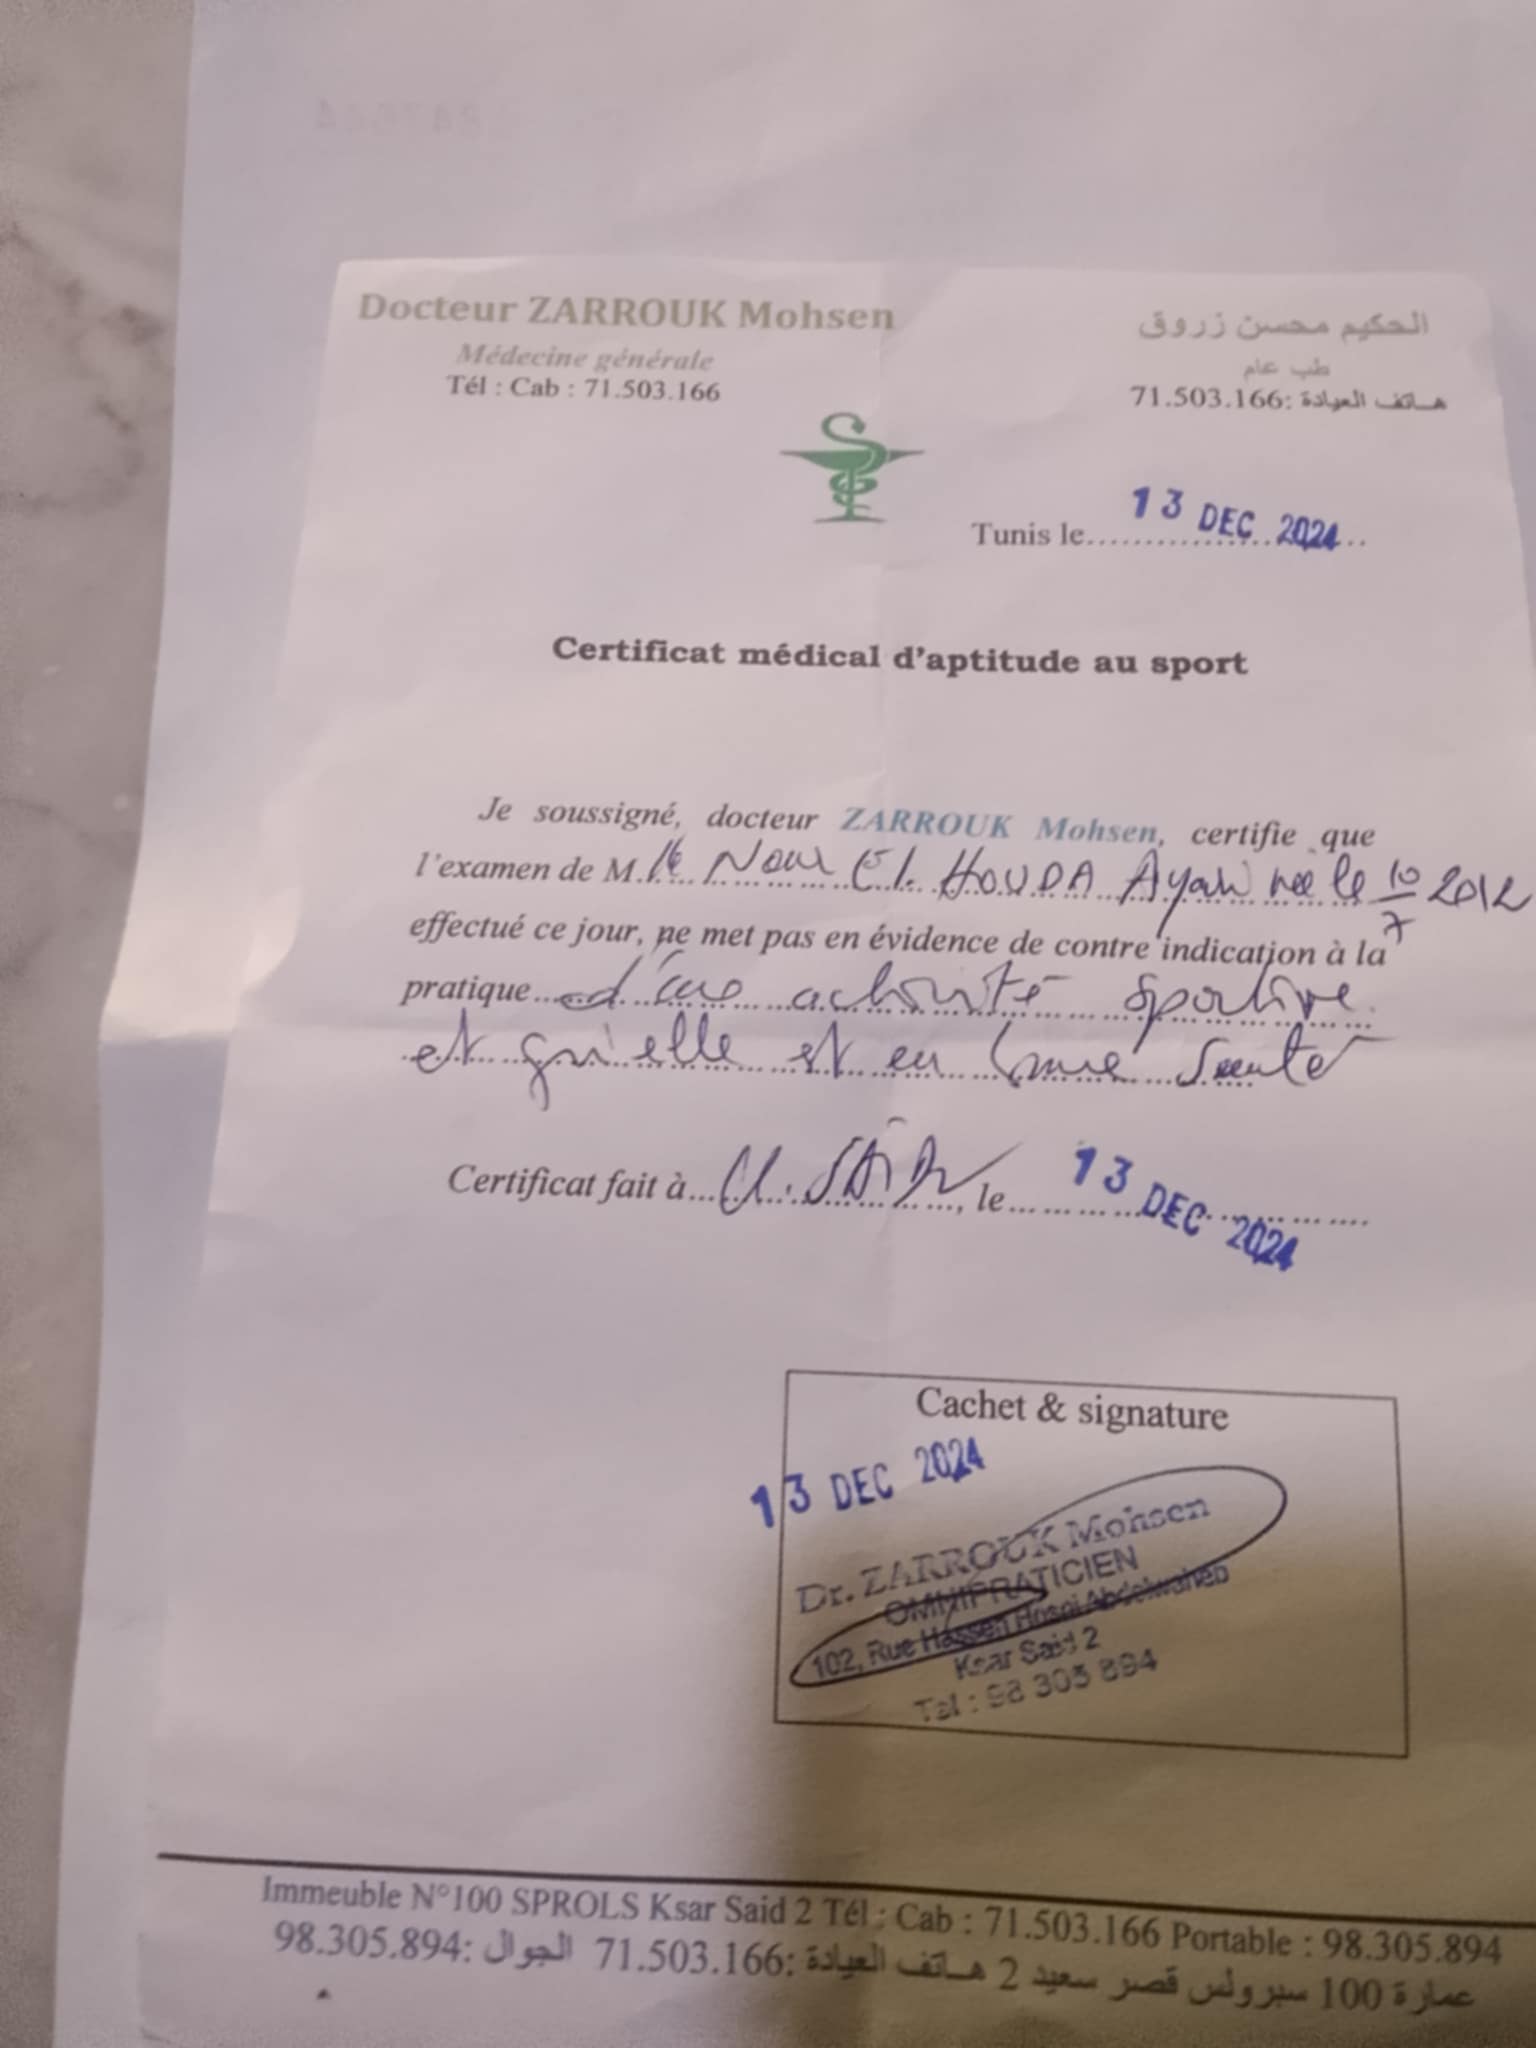 Docteur ZARROUK Mohsen
Médecine générale
Tél : Cab : 71.503.166
الحكيم محسن زروق
طب عام
هاتف العيادة :71.503.166
Tunis le 13 DEC 2024
Certificat médical d'aptitude au sport
Je soussigné, docteur ZARROUK Mohsen, certifie que
l'examen de M lle Nour El HOUDA Ayari née le 10/7 2012
effectué ce jour, ne met pas en évidence de contre indication à la
pratique d'une activité sportive
et qu'elle est en bonne santé
Certificat fait à K. SAID, le 13 DEC 2024
Cachet & signature
13 DEC 2024
Dr. ZARROUK Mohsen
OMNIPRATICIEN
102, Rue Hassen Hosni Abdelwaheb
Ksar Said 2
Tel : 98 305 894
Immeuble N°100 SPROLS Ksar Said 2 Tél : Cab : 71.503.166 Portable : 98.305.894
عمارة 100 سبرولس قصر سعيد 2 هاتف العيادة :71.503.166 الجوال :98.305.894